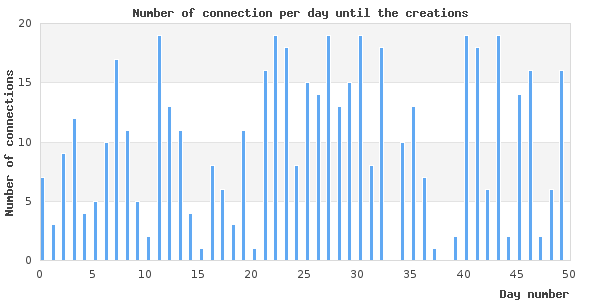 Number of connection per day until the creations
20
15
10
5
0
Number of connections
0 5 10 15 20 25 30 35 40 45 50
Day number